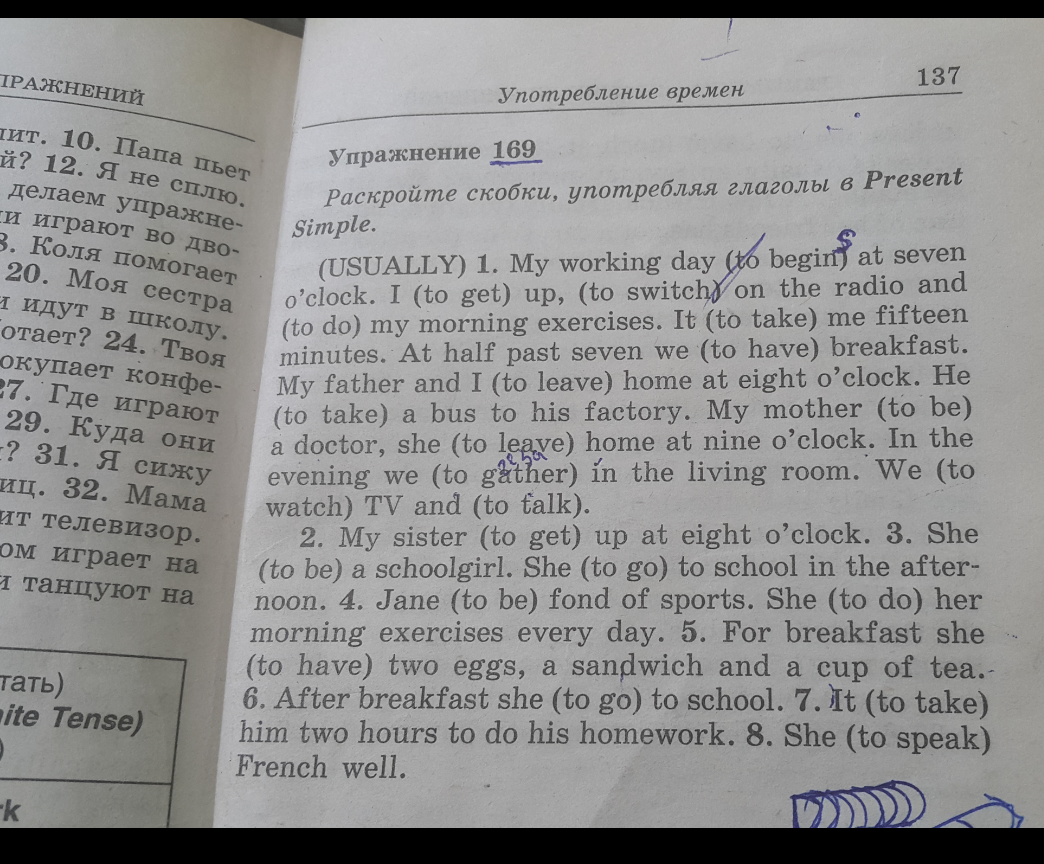 ПРАЖНЕНИЙ
ит. 10. Папа пьет
й? 12. Я не сплю.
делаем упражне-
и играют во дво-
8. Коля помогает
20. Моя сестра
и идут в школу.
отает? 24. Твоя
окупает конфе-
27. Где играют
29. Куда они
? 31. Я сижу
иц. 32. Мама
ит телевизор.
ом играет на
и танцуют на
тать)
nite Tense)
)
rk
Употребление времен 137
Упражнение 169
Раскройте скобки, употребляя глаголы в Present
Simple.
(USUALLY) 1. My working day (to begin) s at seven
o'clock. I (to get) up, (to switch) on the radio and
(to do) my morning exercises. It (to take) me fifteen
minutes. At half past seven we (to have) breakfast.
My father and I (to leave) home at eight o'clock. He
(to take) a bus to his factory. My mother (to be)
a doctor, she (to leave) home at nine o'clock. In the
evening we (to gather) in the living room. We (to
watch) TV and (to talk).
2. My sister (to get) up at eight o'clock. 3. She
(to be) a schoolgirl. She (to go) to school in the after-
noon. 4. Jane (to be) fond of sports. She (to do) her
morning exercises every day. 5. For breakfast she
(to have) two eggs, a sandwich and a cup of tea.
6. After breakfast she (to go) to school. 7. It (to take)
him two hours to do his homework. 8. She (to speak)
French well.